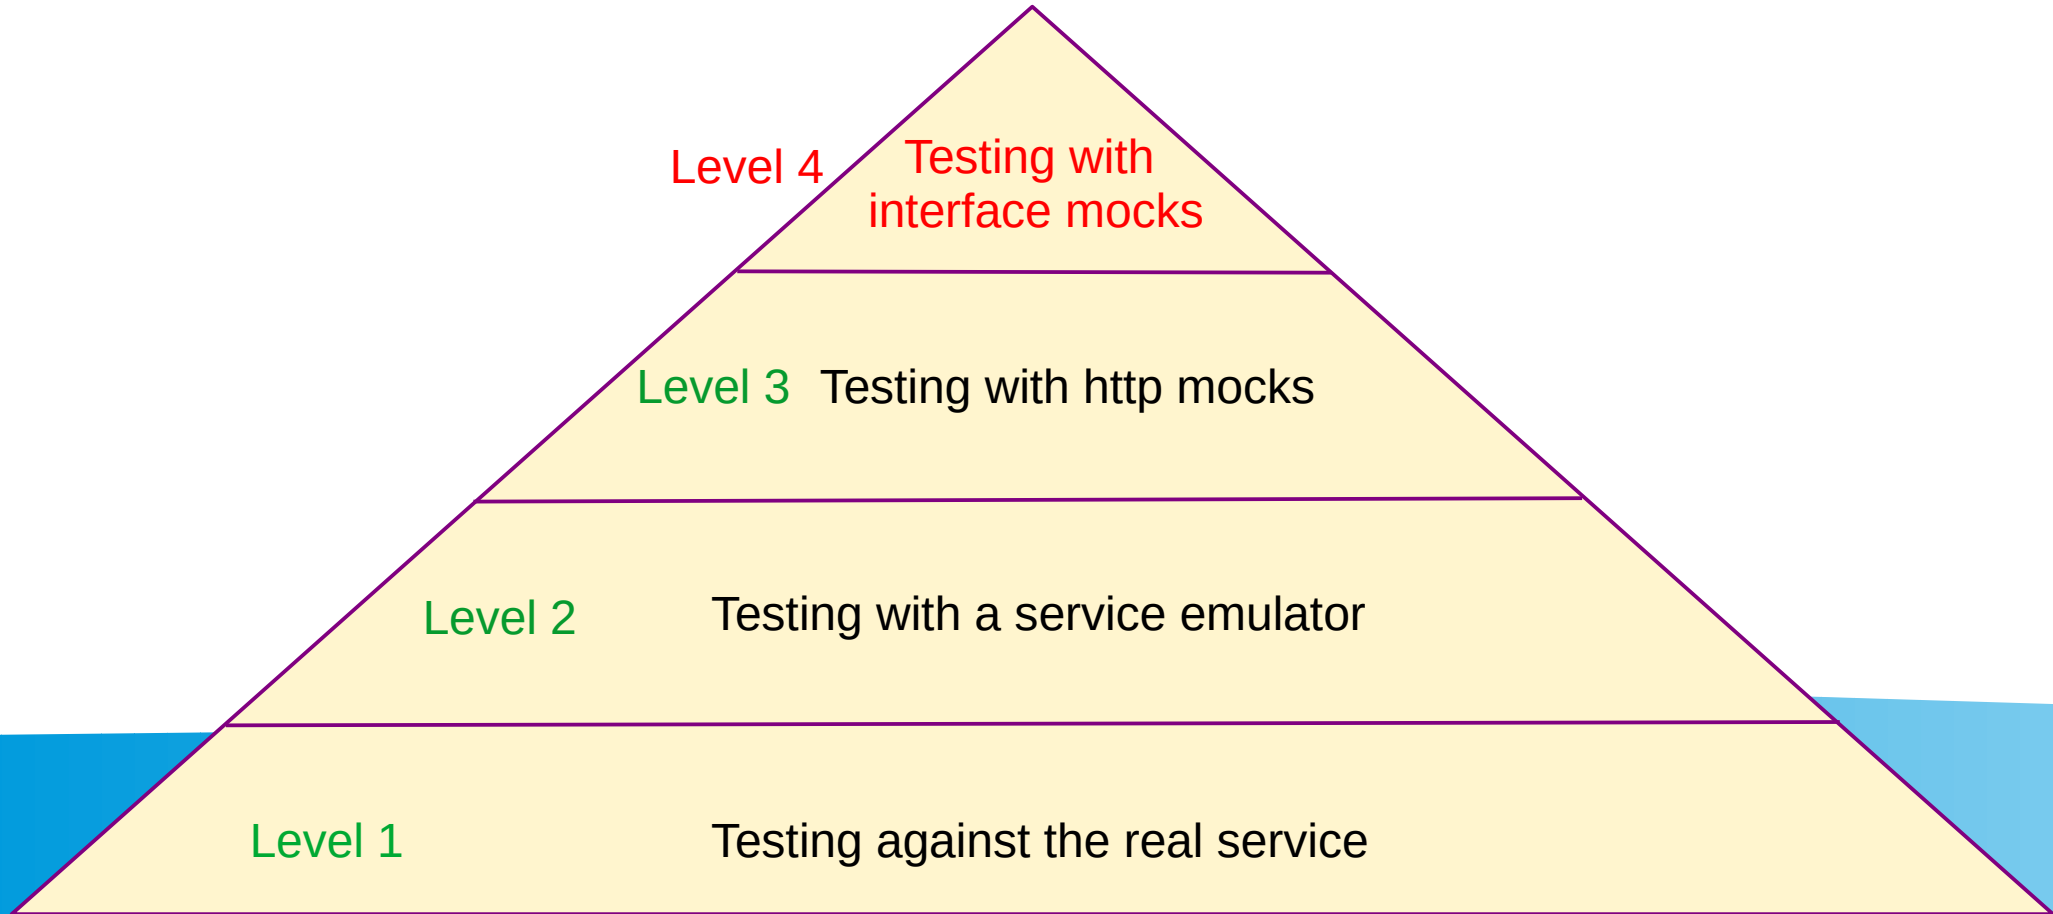 Level 4
Testing with
interface mocks
Level 3 Testing with http mocks
Level 2 Testing with a service emulator
Level 1 Testing against the real service